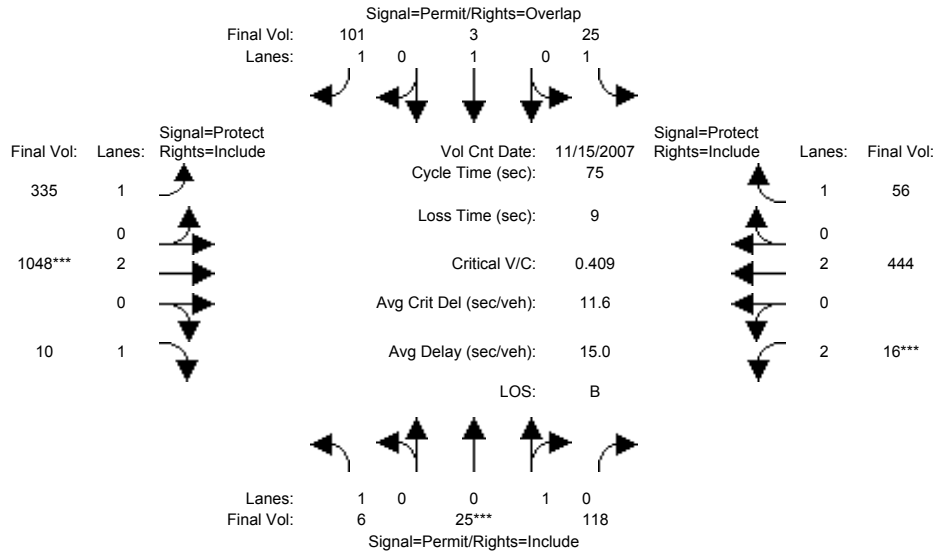 Signal=Permit/Rights=Overlap
Final Vol: 101 3 25
Lanes: 1 0 1 0 1
Signal=Protect
Final Vol: Lanes: Rights=Include
Vol Cnt Date: 11/15/2007
Signal=Protect
Rights=Include Lanes: Final Vol:
Cycle Time (sec): 75
335 1
1 56
Loss Time (sec): 9
0
0
1048*** 2
Critical V/C: 0.409
2 444
0
Avg Crit Del (sec/veh): 11.6
0
10 1
Avg Delay (sec/veh): 15.0
2 16***
LOS: B
Lanes: 1 0 0 1 0
Final Vol: 6 25*** 118
Signal=Permit/Rights=Include